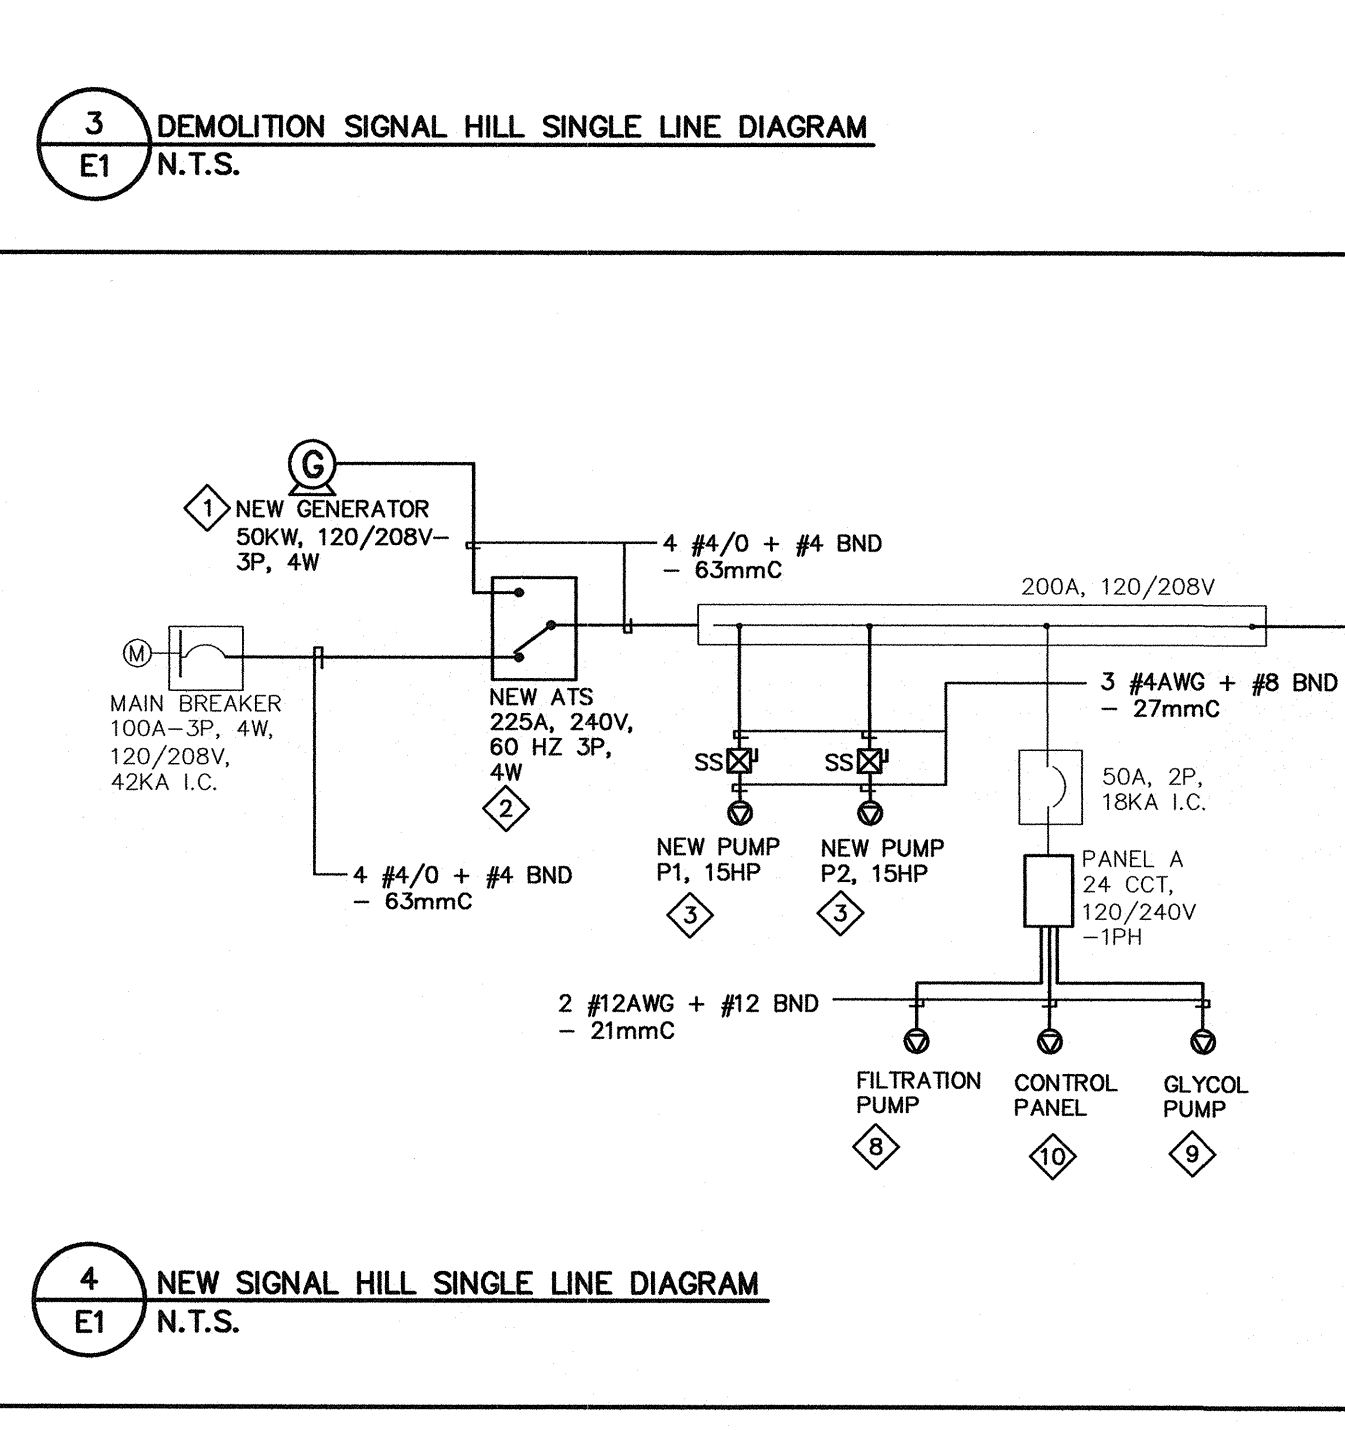 3
E1
DEMOLITION SIGNAL HILL SINGLE LINE DIAGRAM
N.T.S.
G
1
NEW GENERATOR
50KW, 120/208V-
3P, 4W
4 #4/0 + #4 BND
- 63mmC
200A, 120/208V
M
MAIN BREAKER
100A-3P, 4W,
120/208V,
42KA I.C.
NEW ATS
225A, 240V,
60 HZ 3P,
4W
2
3 #4AWG + #8 BND
- 27mmC
SS
SS
50A, 2P,
18KA I.C.
NEW PUMP
P1, 15HP
3
NEW PUMP
P2, 15HP
3
PANEL A
24 CCT,
120/240V
-1PH
4 #4/0 + #4 BND
- 63mmC
2 #12AWG + #12 BND
- 21mmC
FILTRATION
PUMP
8
CONTROL
PANEL
10
GLYCOL
PUMP
9
4
E1
NEW SIGNAL HILL SINGLE LINE DIAGRAM
N.T.S.